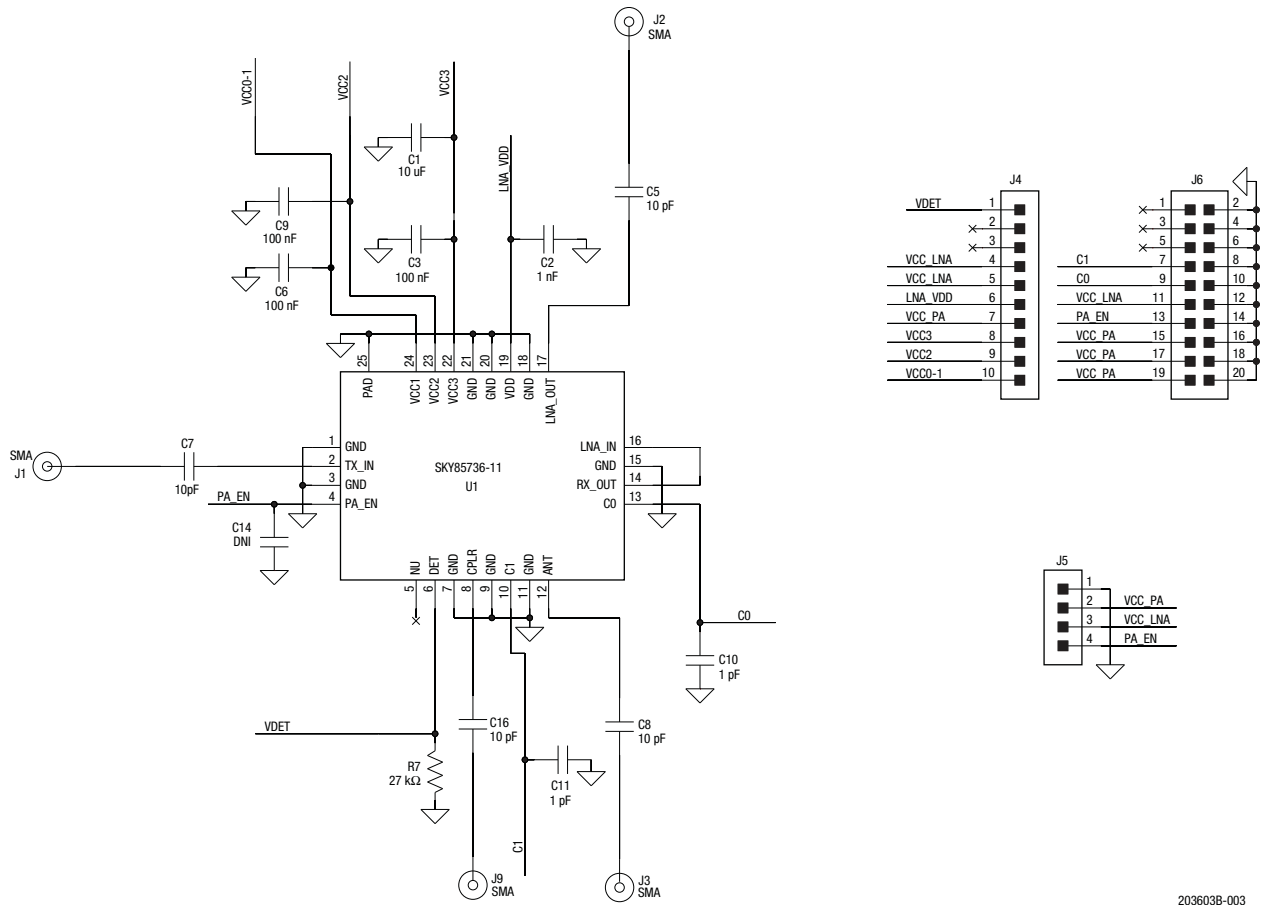 J2
SMA
VCC0-1
VCC2
VCC3
LNA_VDD
C1
10 uF
C5
10 pF
C9
100 nF
C3
100 nF
C2
1 nF
C6
100 nF
25
24
23
22
21
20
19
18
17
PAD
VCC1
VCC2
VCC3
GND
GND
VDD
GND
LNA_OUT
SMA
J1
C7
10pF
1 GND
2 TX_IN
3 GND
4 PA_EN
PA_EN
C14
DNI
SKY85736-11
U1
LNA_IN 16
GND 15
RX_OUT 14
C0 13
NU
DET
GND
CPLR
GND
C1
GND
ANT
5
6
7
8
9
10
11
12
C0
C10
1 pF
VDET
R7
27 kΩ
C16
10 pF
C11
1 pF
C8
10 pF
C1
J9
SMA
J3
SMA
J4
VDET 1
2
3
VCC_LNA 4
VCC_LNA 5
LNA_VDD 6
VCC_PA 7
VCC3 8
VCC2 9
VCC0-1 10
J6
1 2
3 4
5 6
C1 7 8
C0 9 10
VCC_LNA 11 12
PA_EN 13 14
VCC_PA 15 16
VCC_PA 17 18
VCC_PA 19 20
J5
1
2 VCC_PA
3 VCC_LNA
4 PA_EN
203603B-003